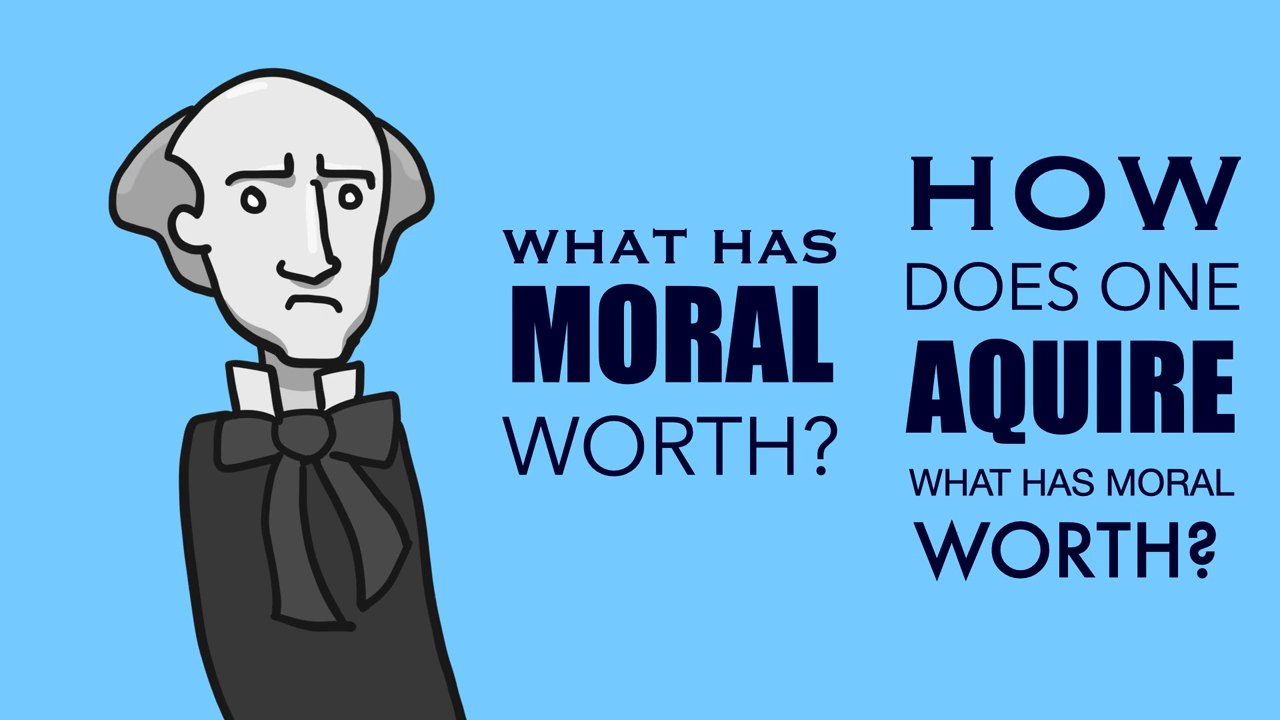 WHAT HAS
MORAL
WORTH?
HOW
DOES ONE
AQUIRE
WHAT HAS MORAL
WORTH?